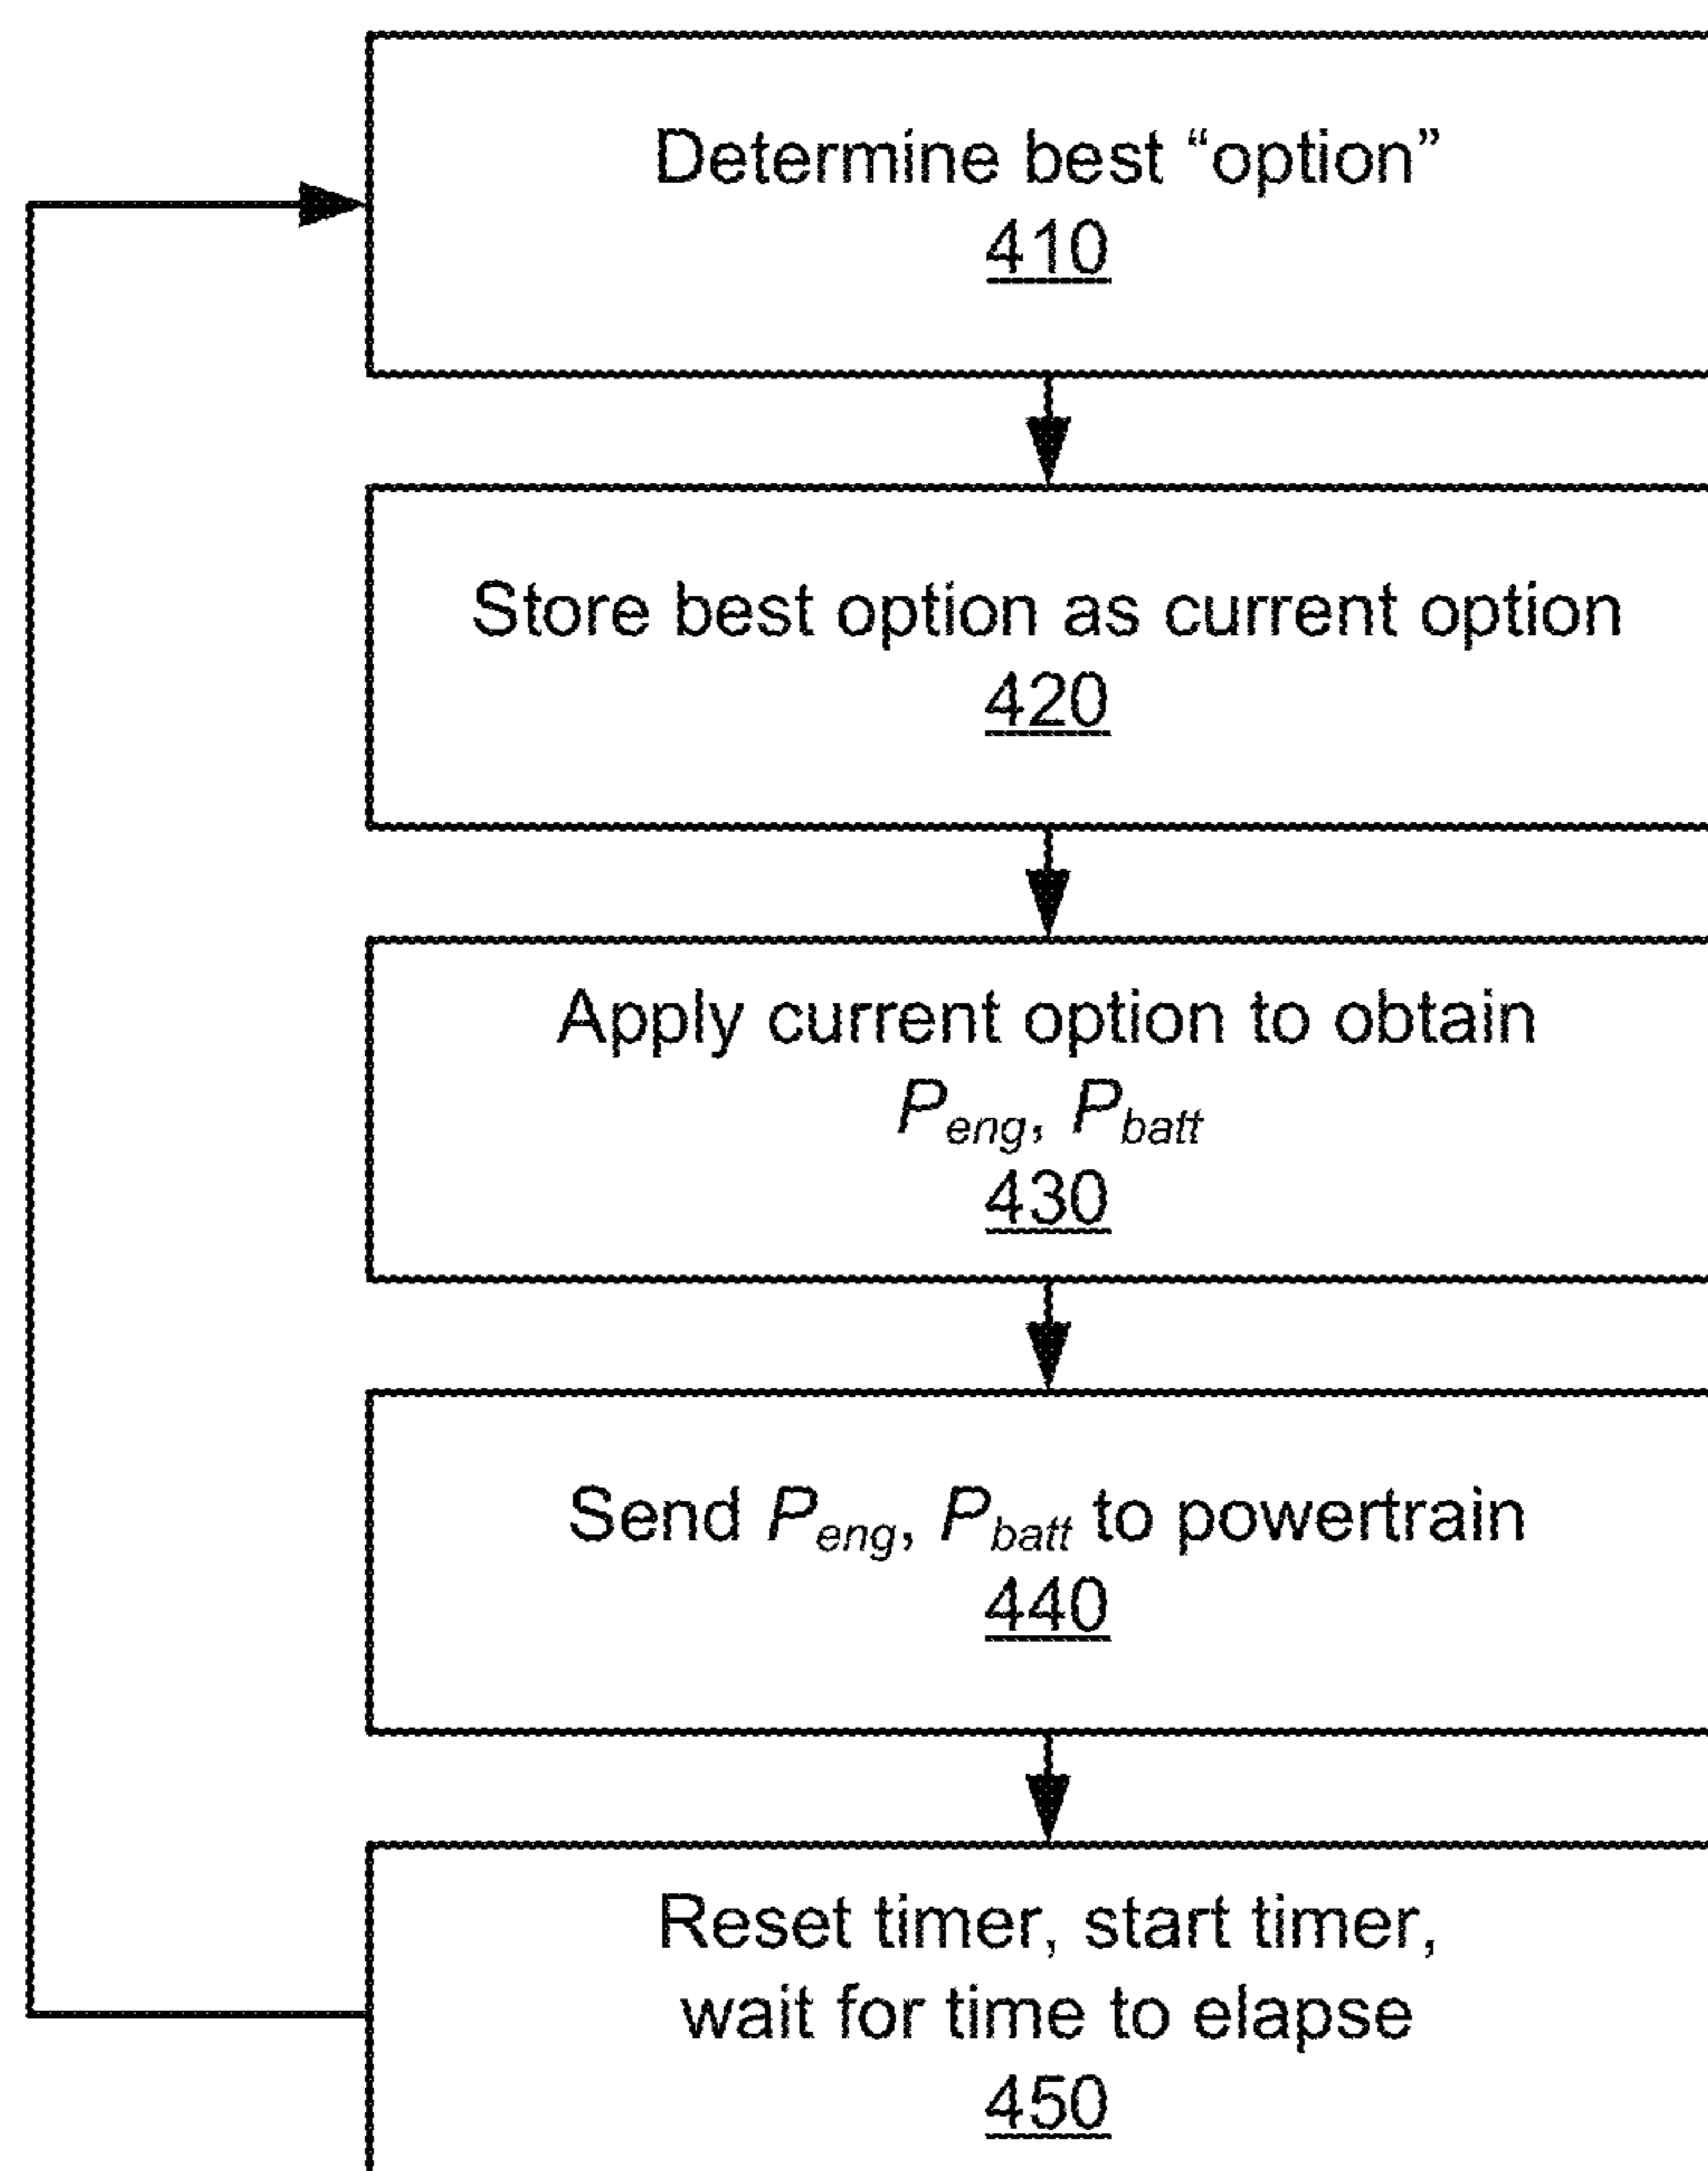 Determine best “option”
410
Store best option as current option
420
Apply current option to obtain
Peng, Pbatt
430
Send Peng, Pbatt to powertrain
440
Reset timer, start timer,
wait for time to elapse
450